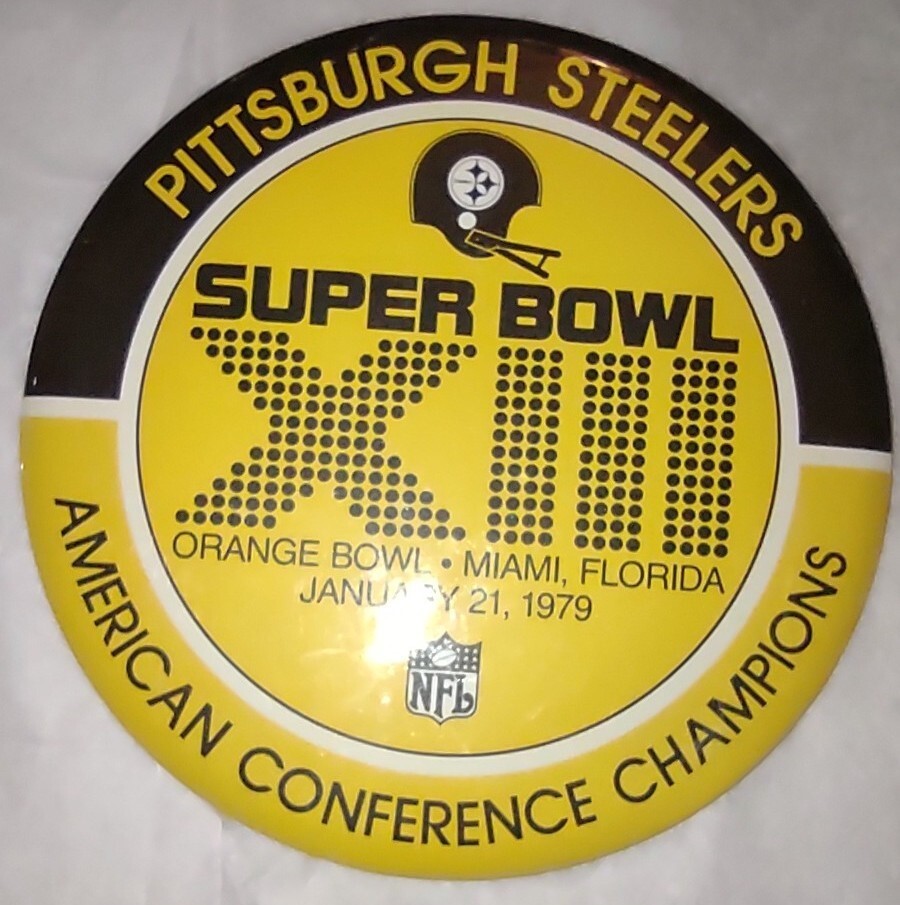 PITTSBURGH STEELERS
SUPER BOWL
XIII
ORANGE BOWL • MIAMI, FLORIDA
JANUARY 21, 1979
NFL
AMERICAN CONFERENCE CHAMPIONS